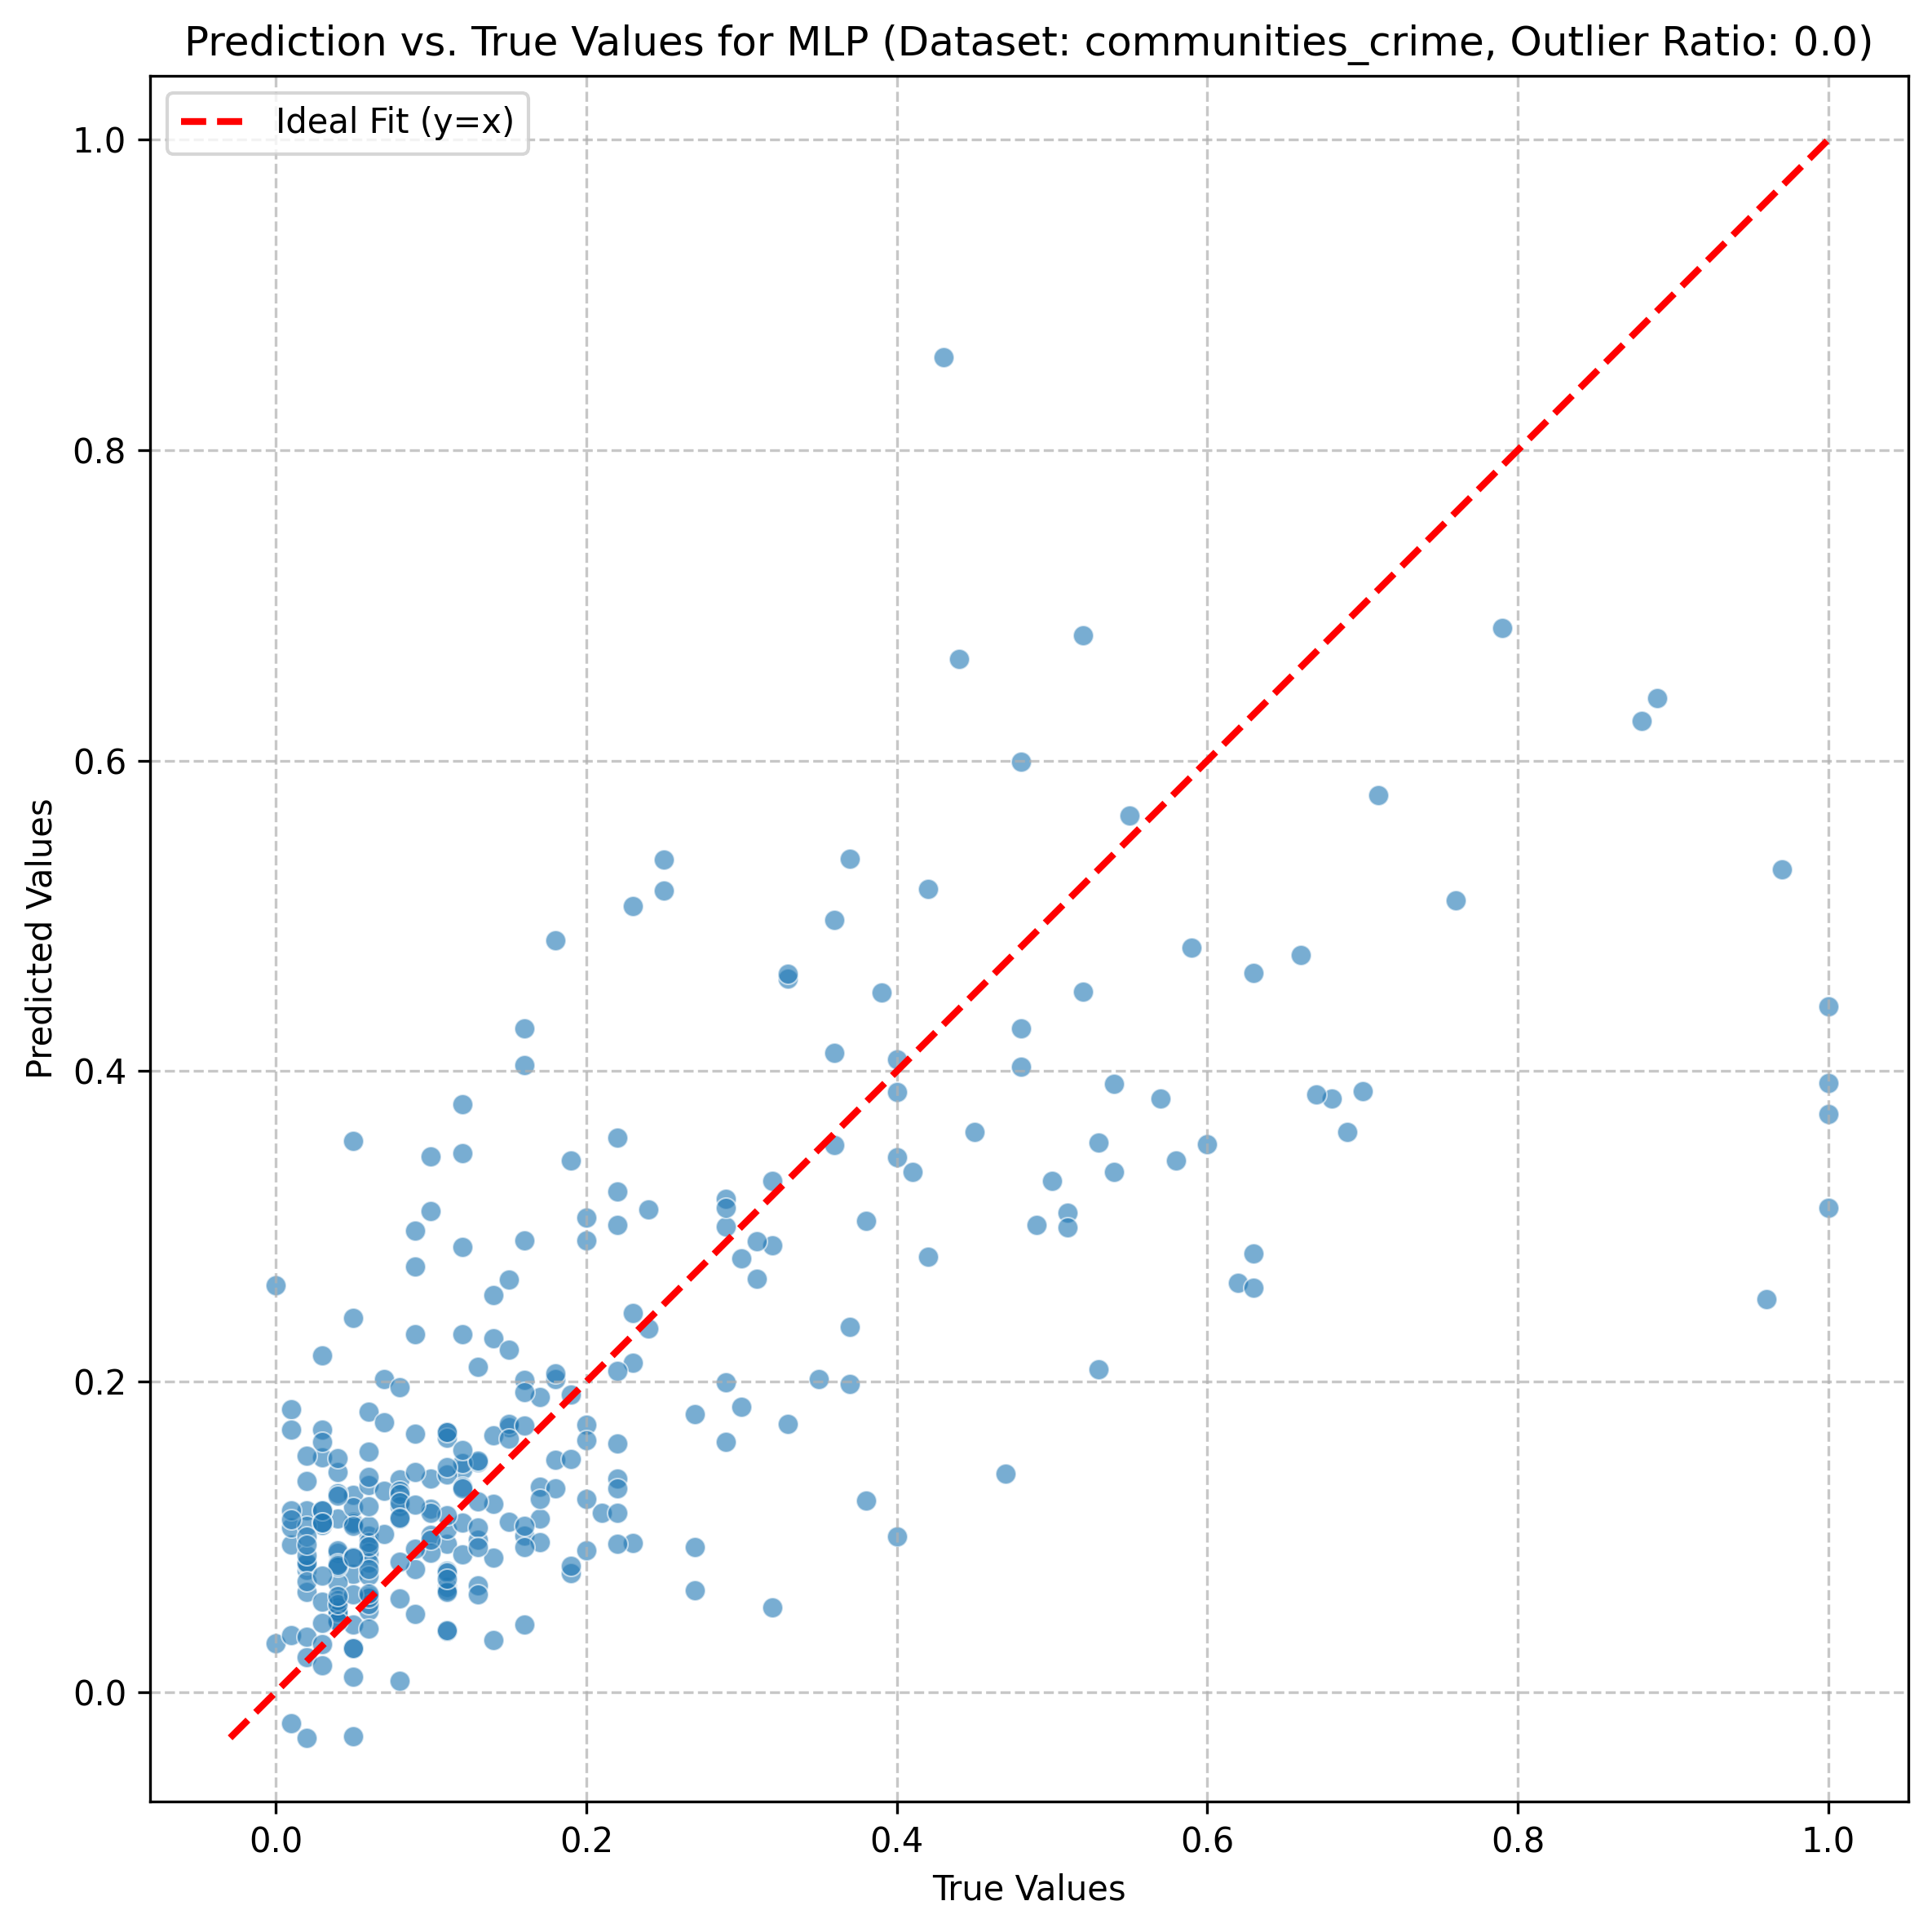 Prediction vs. True Values for MLP (Dataset: communities_crime, Outlier Ratio: 0.0)
Ideal Fit (y=x)
1.0
0.8
0.6
0.4
0.2
0.0
Predicted Values
0.0 0.2 0.4 0.6 0.8 1.0
True Values